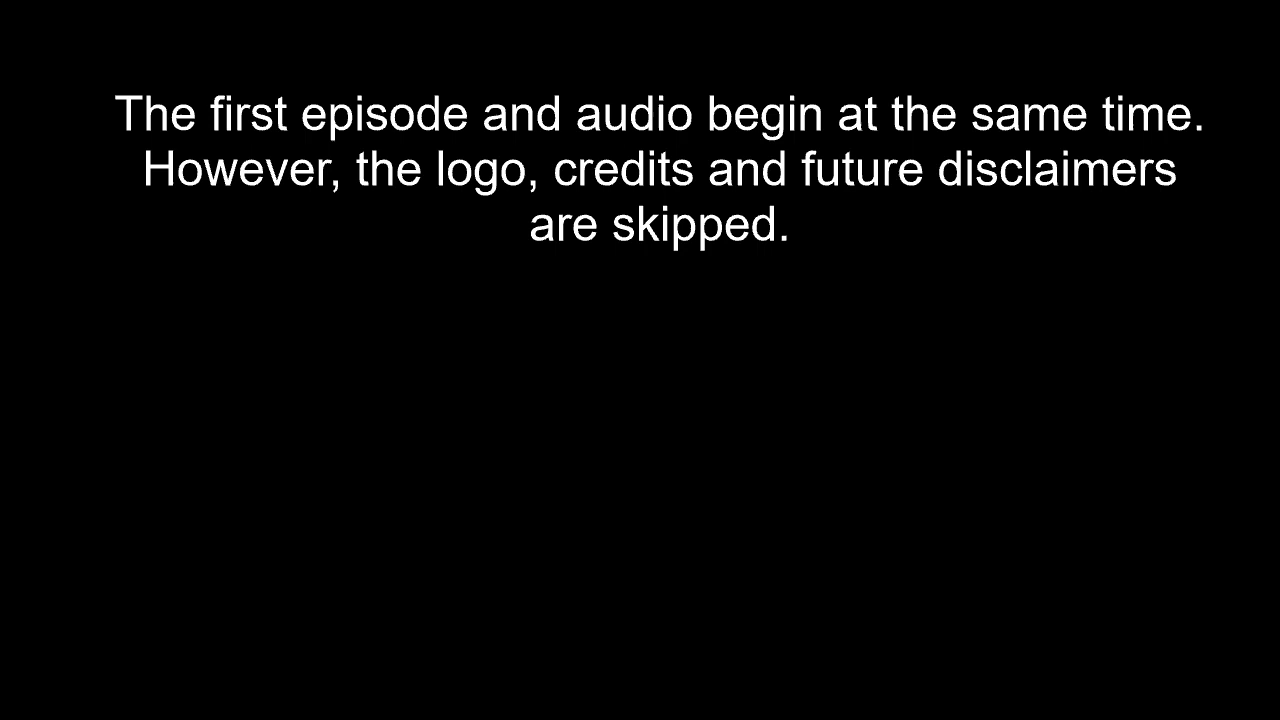 The first episode and audio begin at the same time.
However, the logo, credits and future disclaimers
are skipped.